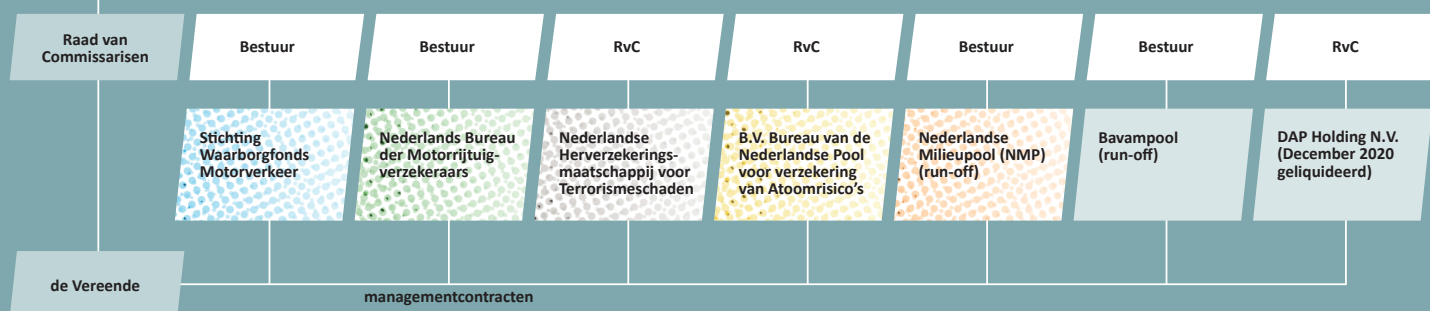 Raad van
Commissarisen
Bestuur
Bestuur
RvC
RvC
Bestuur
Bestuur
RvC
Stichting
Waarborgfonds
Motorverkeer
Nederlands Bureau
der Motorrijtuig-
verzekeraars
Nederlandse
Herverzekerings-
maatschappij voor
Terrorismeschaden
B.V. Bureau van de
Nederlandse Pool
voor verzekering
van Atoomrisico’s
Nederlandse
Milieupool (NMP)
(run-off)
Bavampool
(run-off)
DAP Holding N.V.
(December 2020
geliquideerd)
de Vereende
managementcontracten